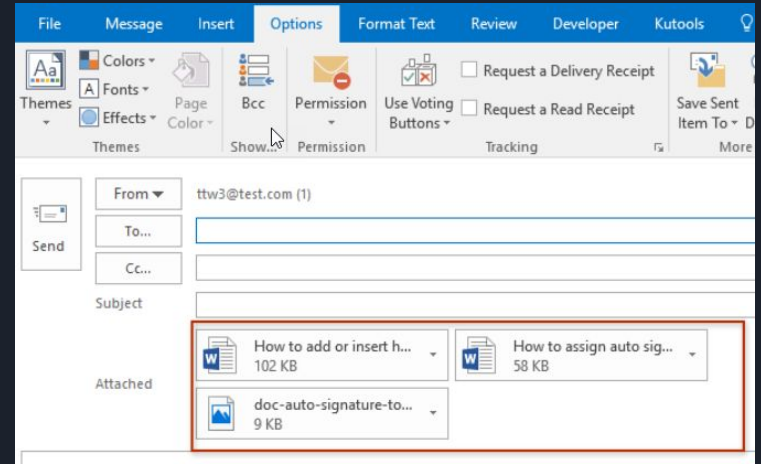 File Message Insert Options Format Text Review Developer Kutools
Aa Colors
A Fonts
Effects
Themes
Page
Color
Bcc
Permission
Use Voting
Buttons
Request a Delivery Receipt
Request a Read Receipt
Save Sent
Item To
D
Themes Show... Permission Tracking More
Send
From ttw3@test.com (1)
To...
Cc...
Subject
Attached
W How to add or insert h...
102 KB
W How to assign auto sig...
58 KB
doc-auto-signature-to...
9 KB